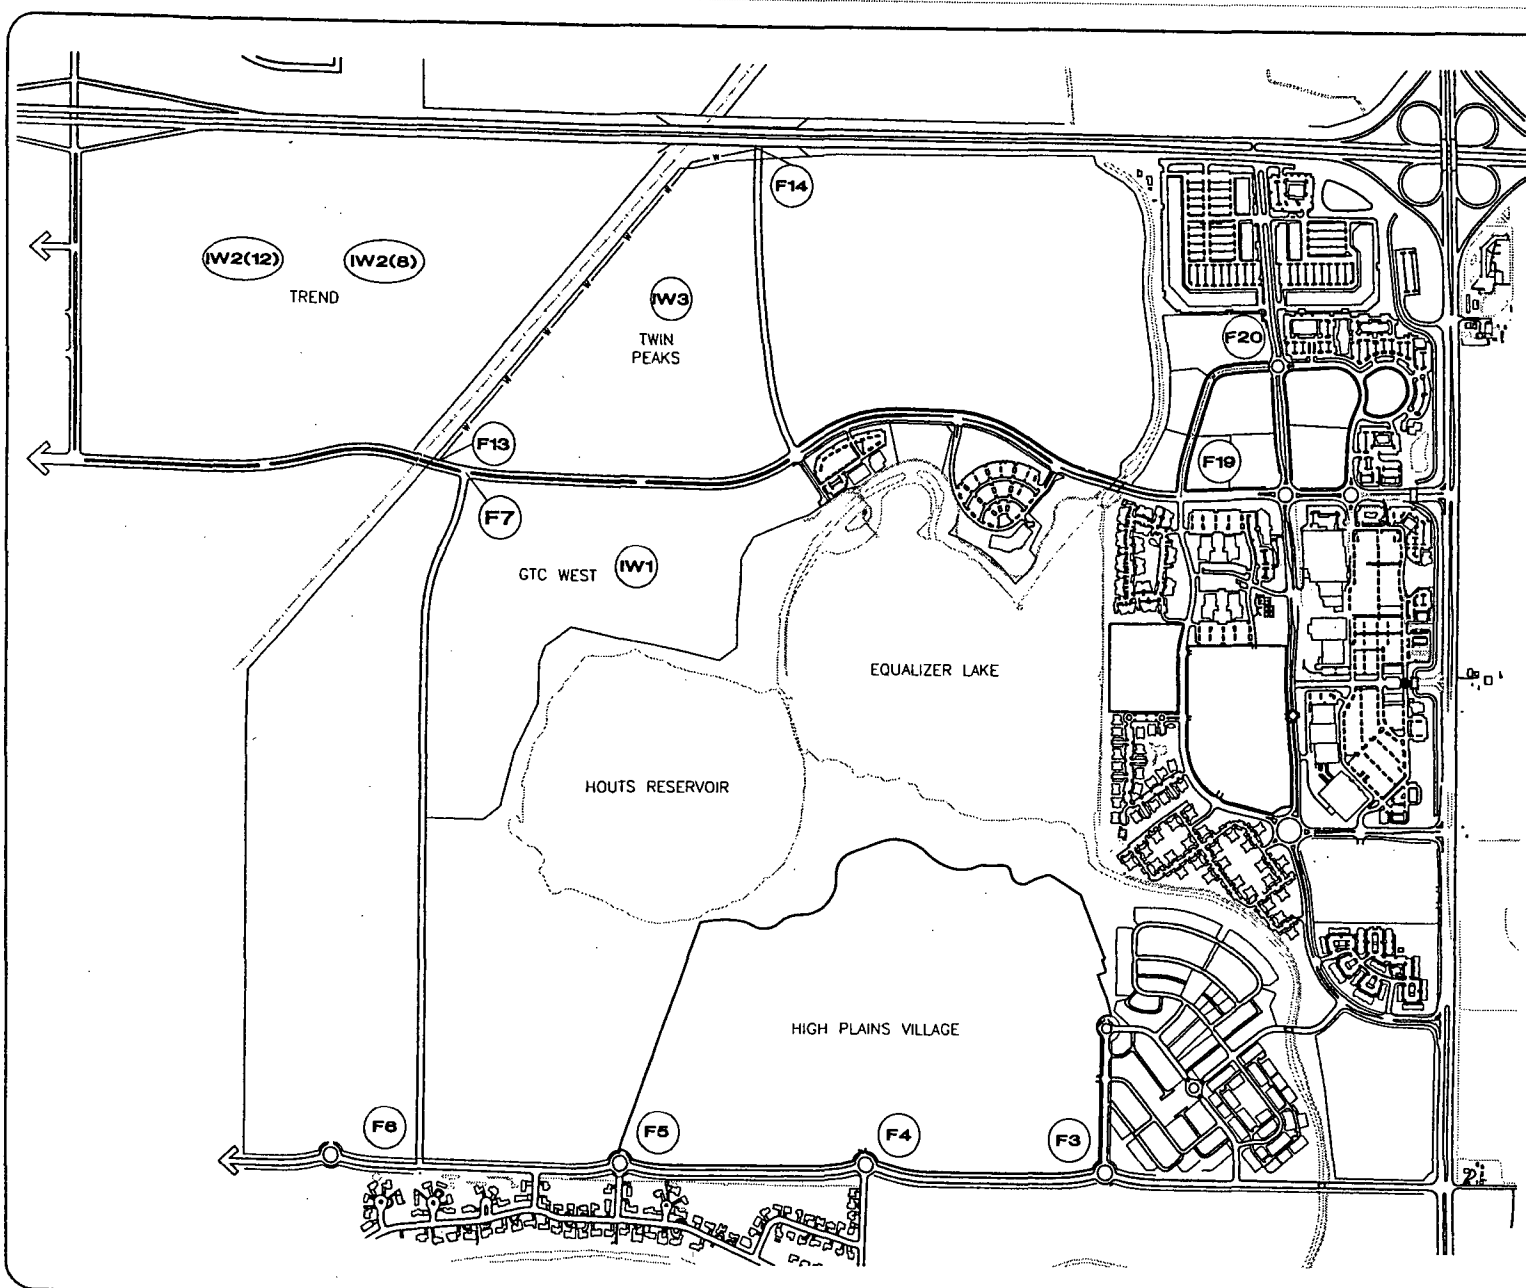 F14
IW2(12)
IW2(8)
TREND
IW3
TWIN
PEAKS
F20
F13
F19
F7
GTC WEST
IW1
EQUALIZER LAKE
HOUTS RESERVOIR
HIGH PLAINS VILLAGE
F6
F5
F4
F3
W
W
W
W
W
W
W